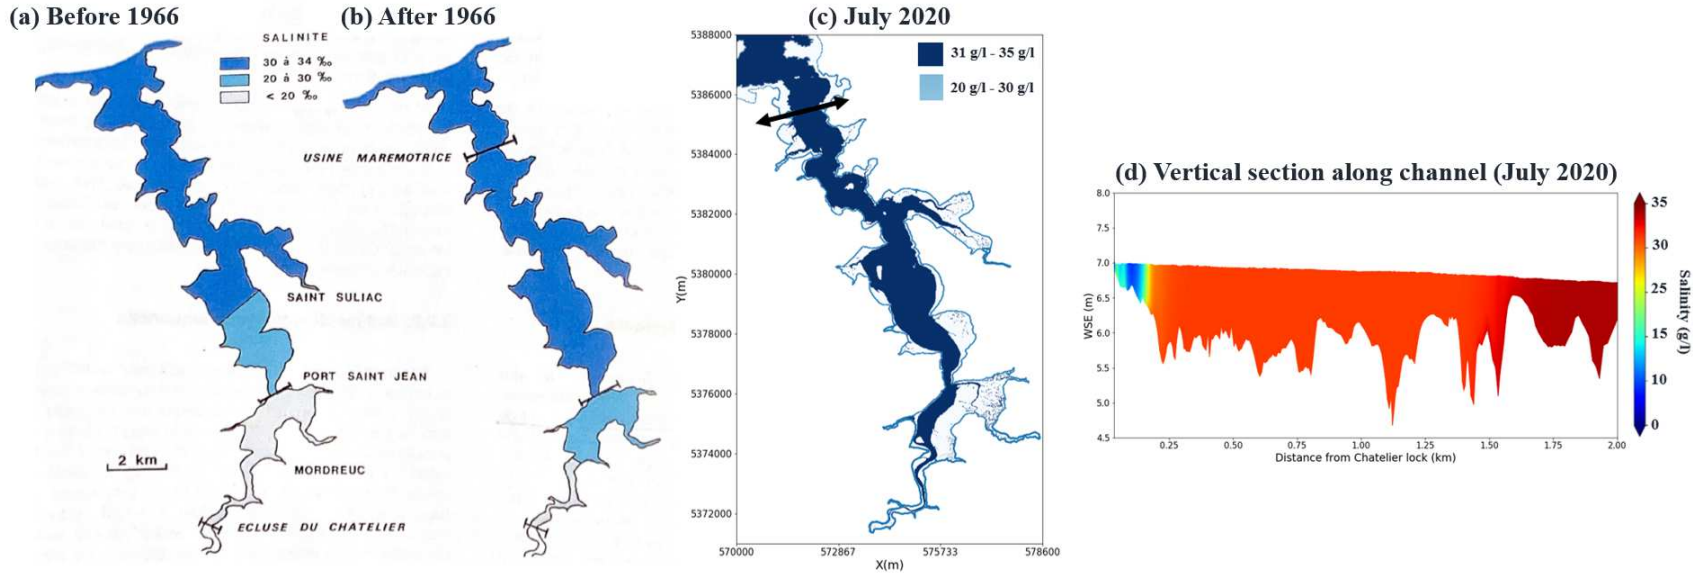 (a) Before 1966
(b) After 1966
(c) July 2020
SALINITE
30 à 34 ‰
20 à 30 ‰
< 20 ‰
USINE MAREMOTRICE
SAINT SULIAC
PORT SAINT JEAN
2 km
MORDREUC
ECLUSE DU CHATELIER
31 g/l - 35 g/l
20 g/l - 30 g/l
5388000
5386000
5384000
5382000
5380000
5378000
5376000
5374000
5372000
Y(m)
570000 572867 575733 578600
X(m)
(d) Vertical section along channel (July 2020)
8.0
7.5
7.0
6.5
6.0
5.5
5.0
4.5
WSE (m)
0.25 0.50 0.75 1.00 1.25 1.50 1.75 2.00
Distance from Chatelier lock (km)
35
30
25
15
10
0
Salinity (g/l)